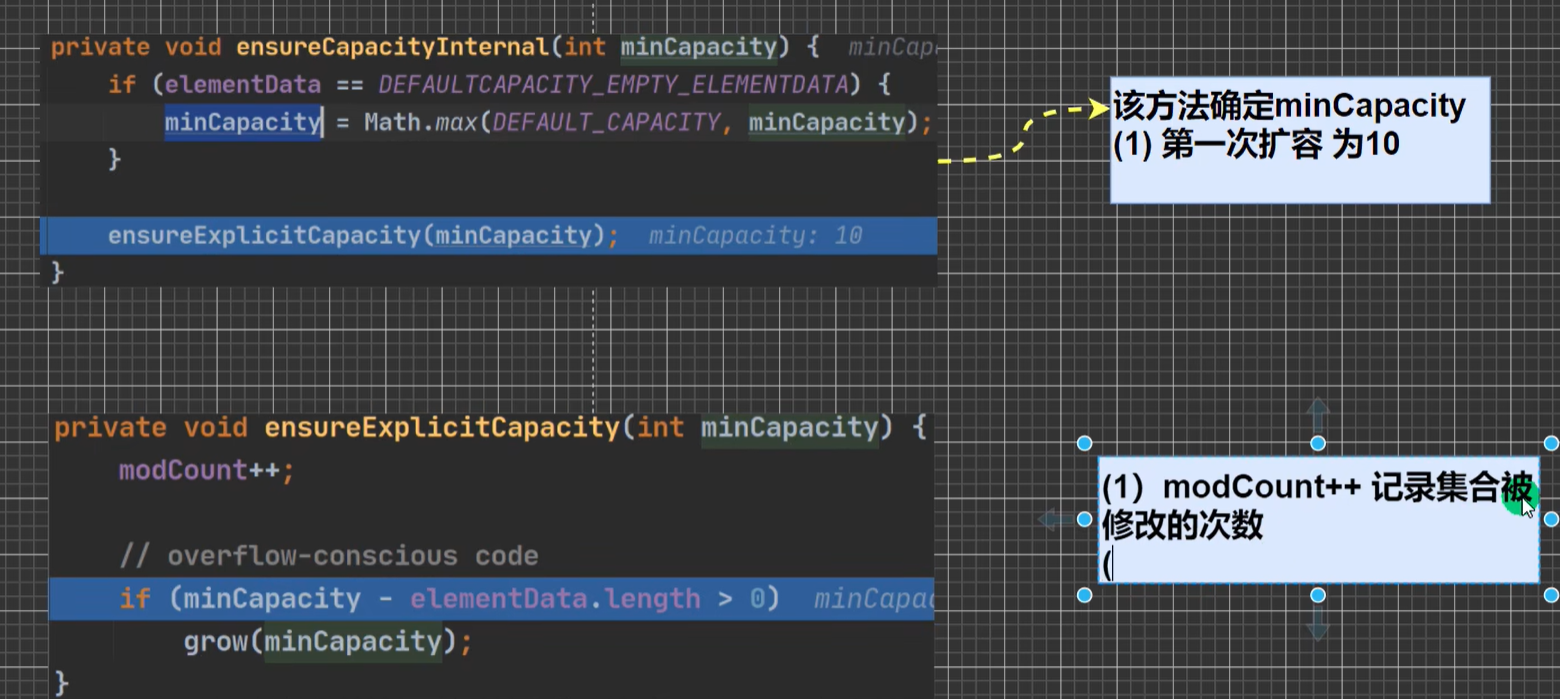 private void ensureCapacityInternal(int minCapacity) {
if (elementData == DEFAULTCAPACITY_EMPTY_ELEMENTDATA) {
minCapacity = Math.max(DEFAULT_CAPACITY, minCapacity);
}
ensureExplicitCapacity(minCapacity); minCapacity: 10
}
该方法确定minCapacity
(1) 第一次扩容 为10
private void ensureExplicitCapacity(int minCapacity) {
modCount++;
// overflow-conscious code
if (minCapacity - elementData.length > 0)
grow(minCapacity);
}
(1）modCount++ 记录集合被
修改的次数
(